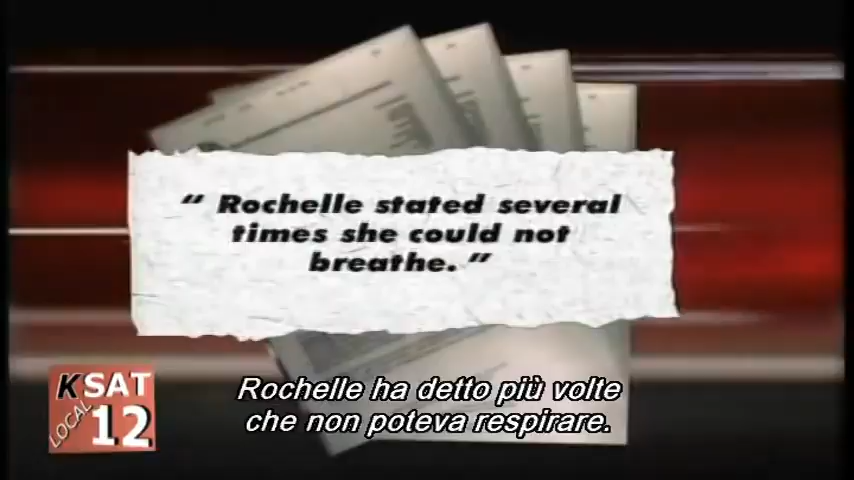 “ Rochelle stated several
times she could not
breathe. ”
KSAT
LOCAL 12
Rochelle ha detto più volte
che non poteva respirare.